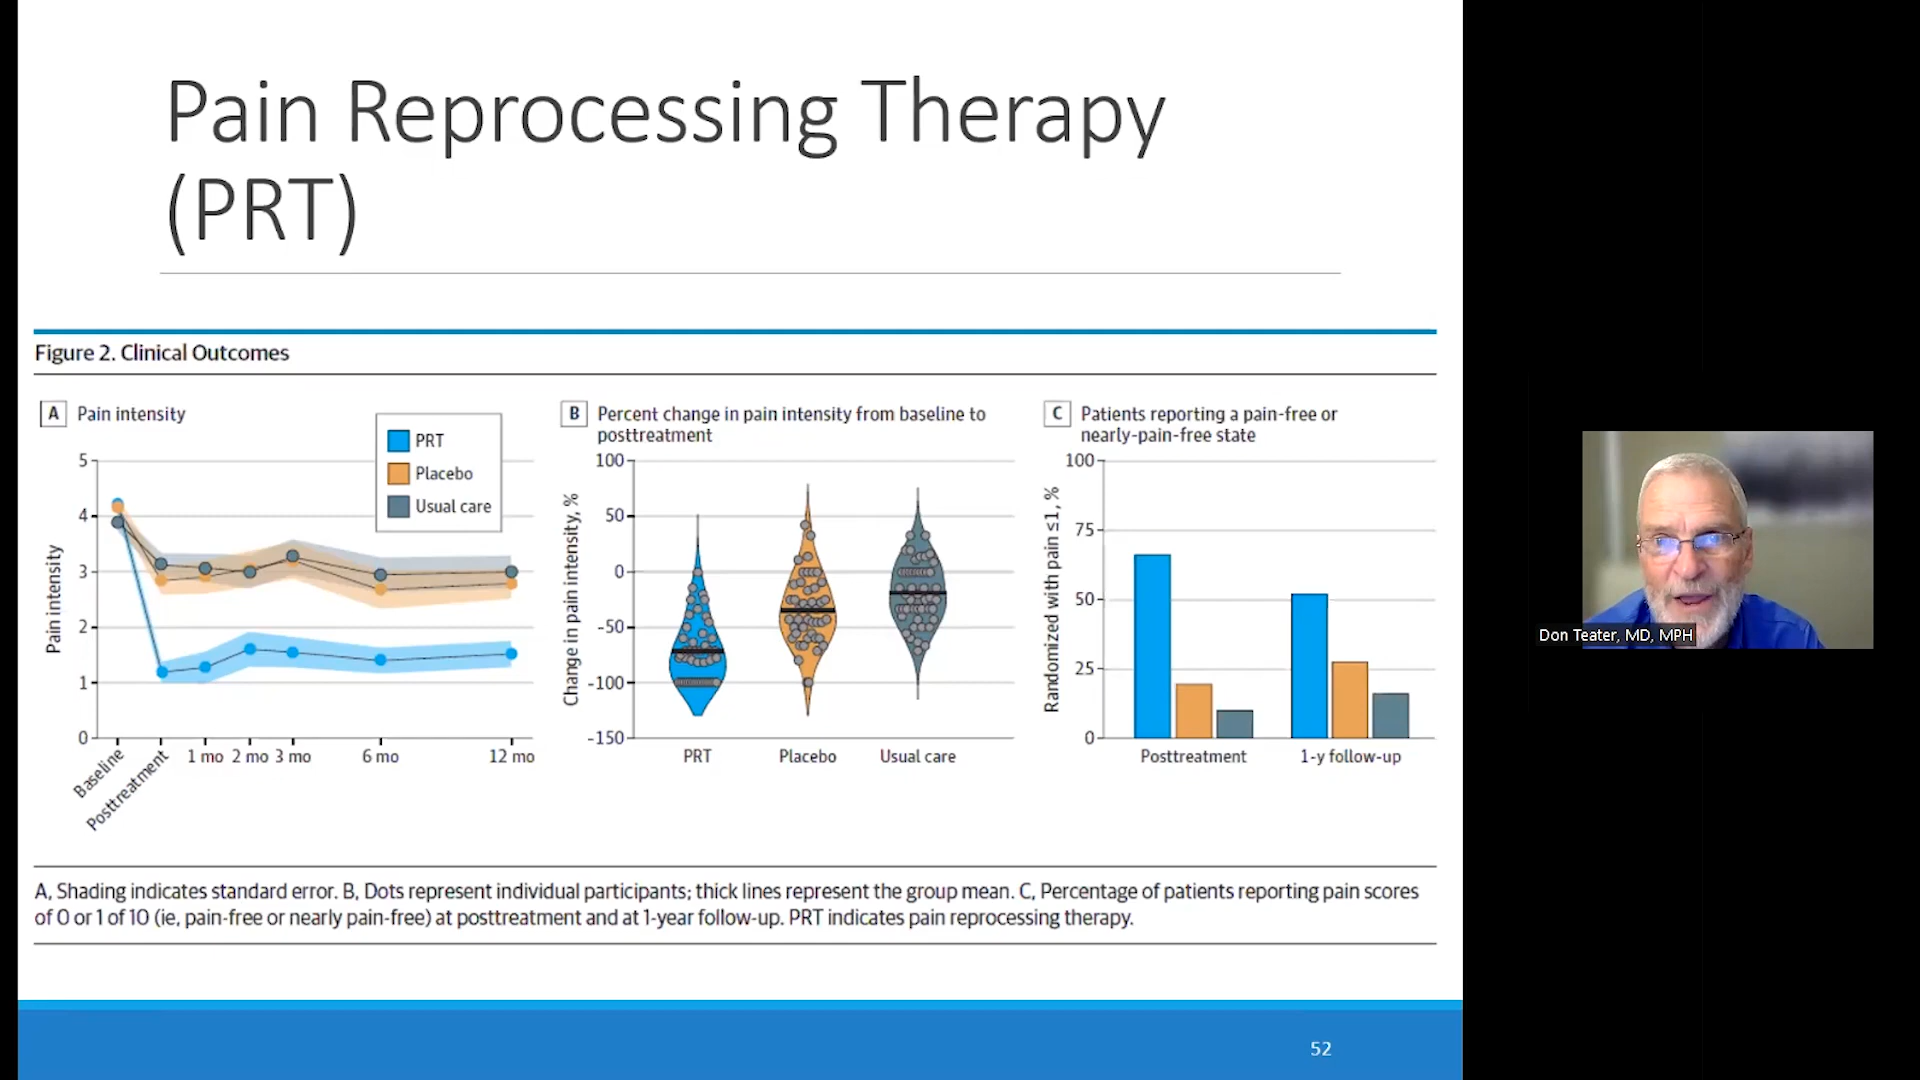 Pain Reprocessing Therapy
(PRT)
Figure 2. Clinical Outcomes
A Pain intensity
PRT
Placebo
Usual care
Pain intensity
5
4
3
2
1
0
Baseline
Posttreatment
1 mo
2 mo
3 mo
6 mo
12 mo
B Percent change in pain intensity from baseline to
posttreatment
Change in pain intensity, %
100
50
0
-50
-100
-150
PRT
Placebo
Usual care
C Patients reporting a pain-free or
nearly-pain-free state
Randomized with pain ≤1, %
100
75
50
25
0
Posttreatment
1-y follow-up
A, Shading indicates standard error. B, Dots represent individual participants; thick lines represent the group mean. C, Percentage of patients reporting pain scores
of 0 or 1 of 10 (ie, pain-free or nearly pain-free) at posttreatment and at 1-year follow-up. PRT indicates pain reprocessing therapy.
52
Don Teater, MD, MPH